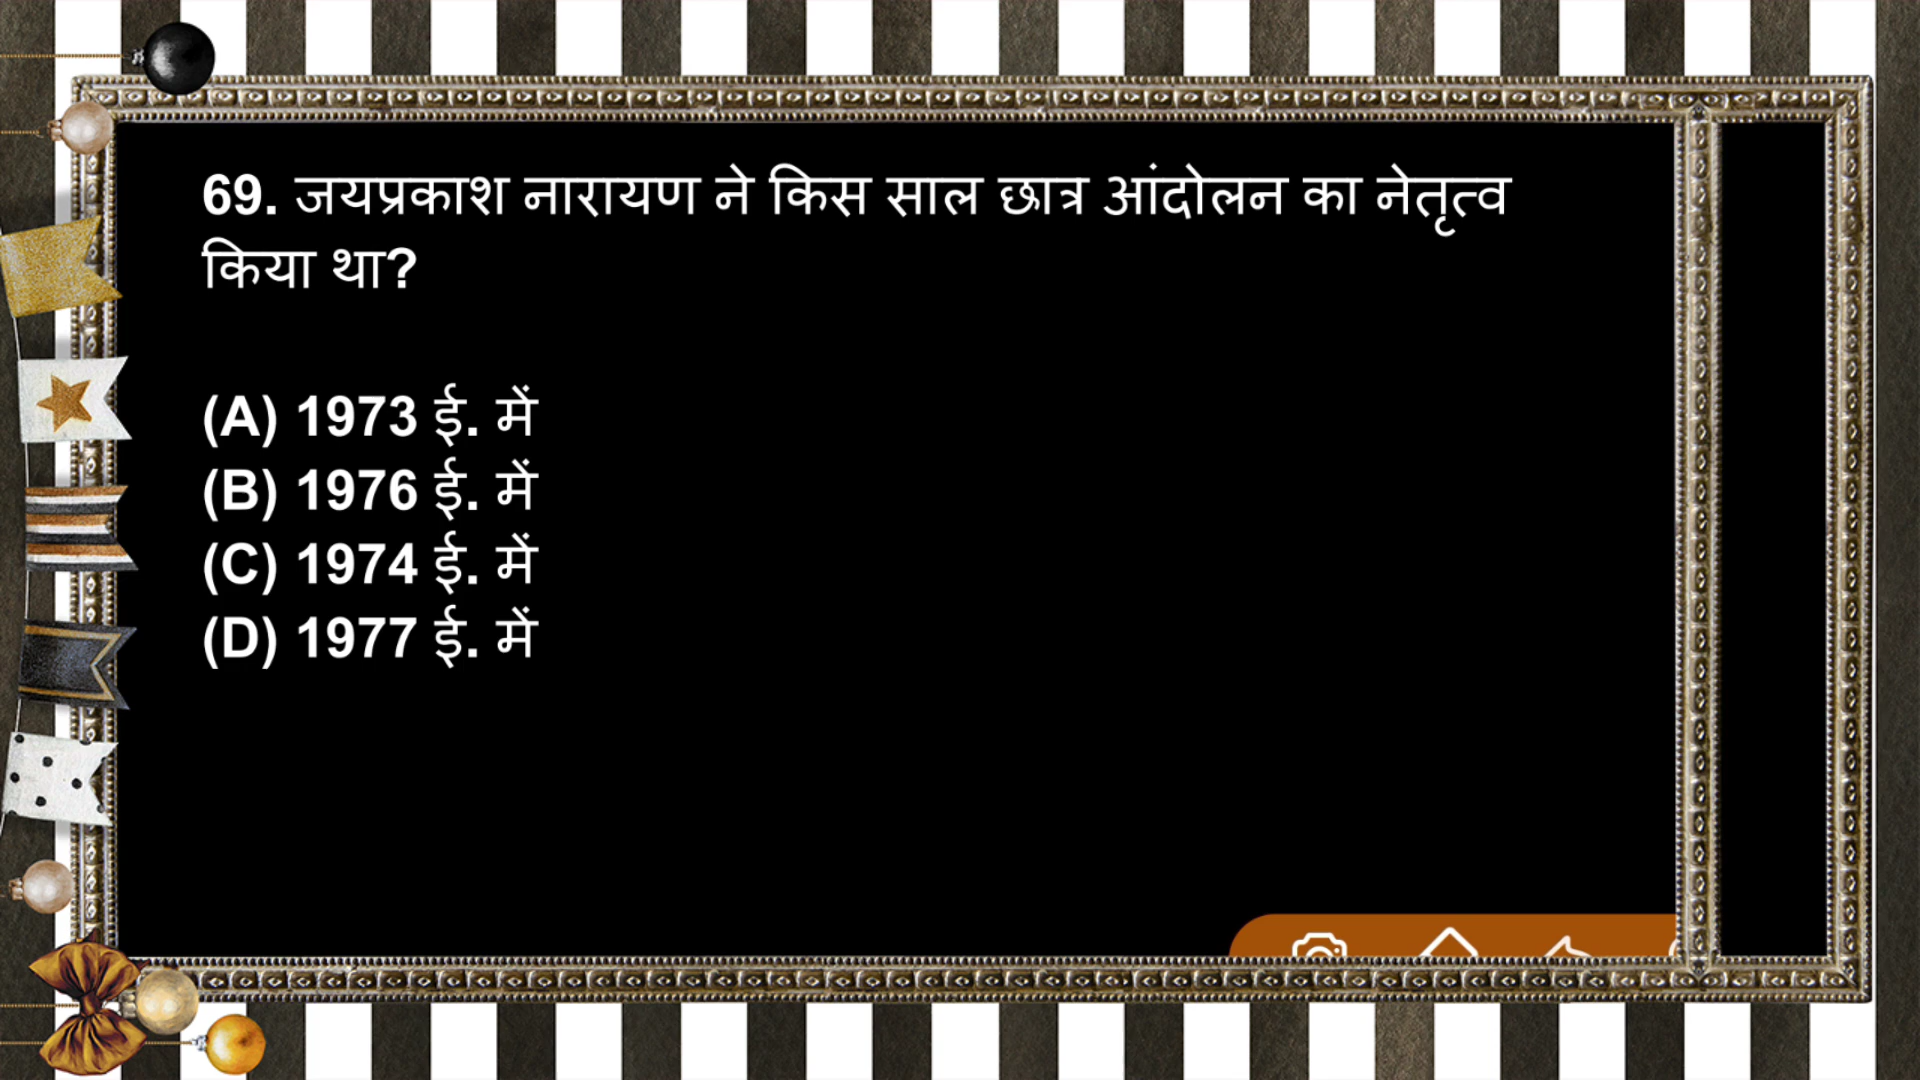 69. जयप्रकाश नारायण ने किस साल छात्र आंदोलन का नेतृत्व
किया था?
(A) 1973 ई. में
(B) 1976 ई. में
(C) 1974 ई. में
(D) 1977 ई. में